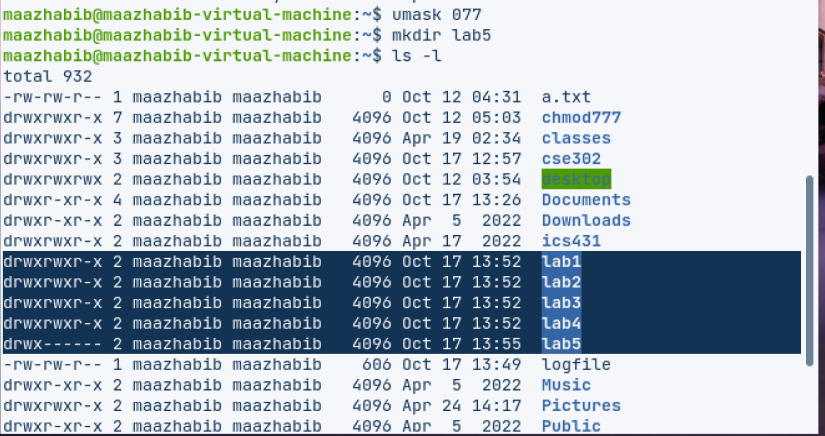 maazhabib@maazhabib-virtual-machine:~$ umask 077
maazhabib@maazhabib-virtual-machine:~$ mkdir lab5
maazhabib@maazhabib-virtual-machine:~$ ls -l
total 932
-rw-rw-r-- 1 maazhabib maazhabib 0 Oct 12 04:31 a.txt
drwxrwxr-x 7 maazhabib maazhabib 4096 Oct 12 05:03 chmod777
drwxrwxr-x 3 maazhabib maazhabib 4096 Apr 19 02:34 classes
drwxrwxr-x 3 maazhabib maazhabib 4096 Oct 17 12:57 cse302
drwxrwxrwx 2 maazhabib maazhabib 4096 Oct 12 03:54 desktop
drwxr-xr-x 4 maazhabib maazhabib 4096 Oct 17 13:26 Documents
drwxr-xr-x 2 maazhabib maazhabib 4096 Apr 5 2022 Downloads
drwxrwxr-x 2 maazhabib maazhabib 4096 Apr 17 2022 ics431
drwxrwxr-x 2 maazhabib maazhabib 4096 Oct 17 13:52 lab1
drwxrwxr-x 2 maazhabib maazhabib 4096 Oct 17 13:52 lab2
drwxrwxr-x 2 maazhabib maazhabib 4096 Oct 17 13:52 lab3
drwxrwxr-x 2 maazhabib maazhabib 4096 Oct 17 13:52 lab4
drwx------ 2 maazhabib maazhabib 4096 Oct 17 13:55 lab5
-rw-rw-r-- 1 maazhabib maazhabib 606 Oct 17 13:49 logfile
drwxr-xr-x 2 maazhabib maazhabib 4096 Apr 5 2022 Music
drwxrwxr-x 2 maazhabib maazhabib 4096 Apr 24 14:17 Pictures
drwxr-xr-x 2 maazhabib maazhabib 4096 Apr 5 2022 Public